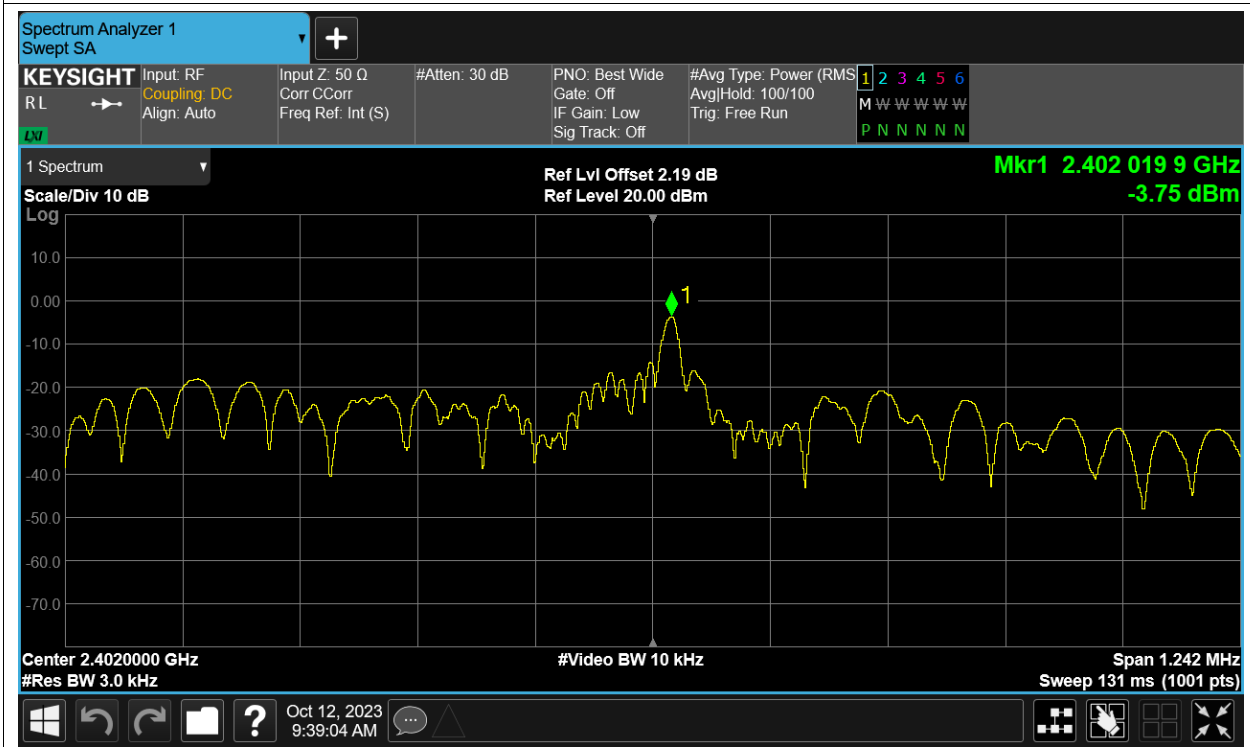 Spectrum Analyzer 1
Swept SA
KEYSIGHT
R L
LXI
Input: RF
Coupling: DC
Align: Auto
Input Z: 50 Ω
Corr CCorr
Freq Ref: Int (S)
#Atten: 30 dB
PNO: Best Wide
Gate: Off
IF Gain: Low
Sig Track: Off
#Avg Type: Power (RMS
Avg|Hold: 100/100
Trig: Free Run
1 2 3 4 5 6
M W W W W W
P N N N N N
1 Spectrum
Scale/Div 10 dB
Log
Ref Lvl Offset 2.19 dB
Ref Level 20.00 dBm
Mkr1 2.402 019 9 GHz
-3.75 dBm
10.0
0.00
-10.0
-20.0
-30.0
-40.0
-50.0
-60.0
-70.0
1
Center 2.4020000 GHz
#Res BW 3.0 kHz
#Video BW 10 kHz
Span 1.242 MHz
Sweep 131 ms (1001 pts)
?
Oct 12, 2023
9:39:04 AM